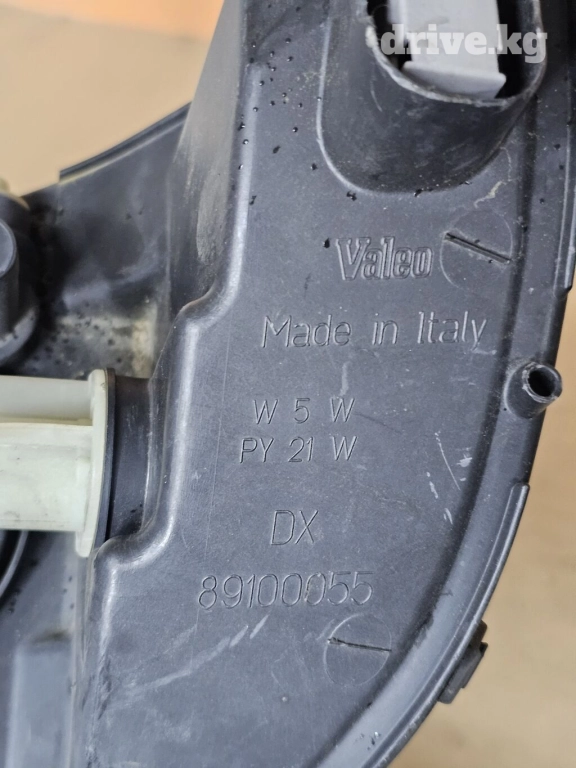 drive.kg
Valeo
Made in Italy
W 5 W
PY 21 W
DX
89100055